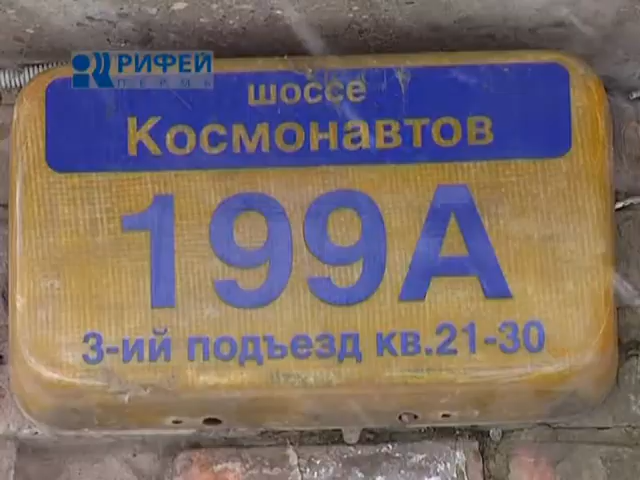 РИФЕЙ
ПЕРМЬ
шоссе
Космонавтов
199А
3-ий подъезд кв.21-30